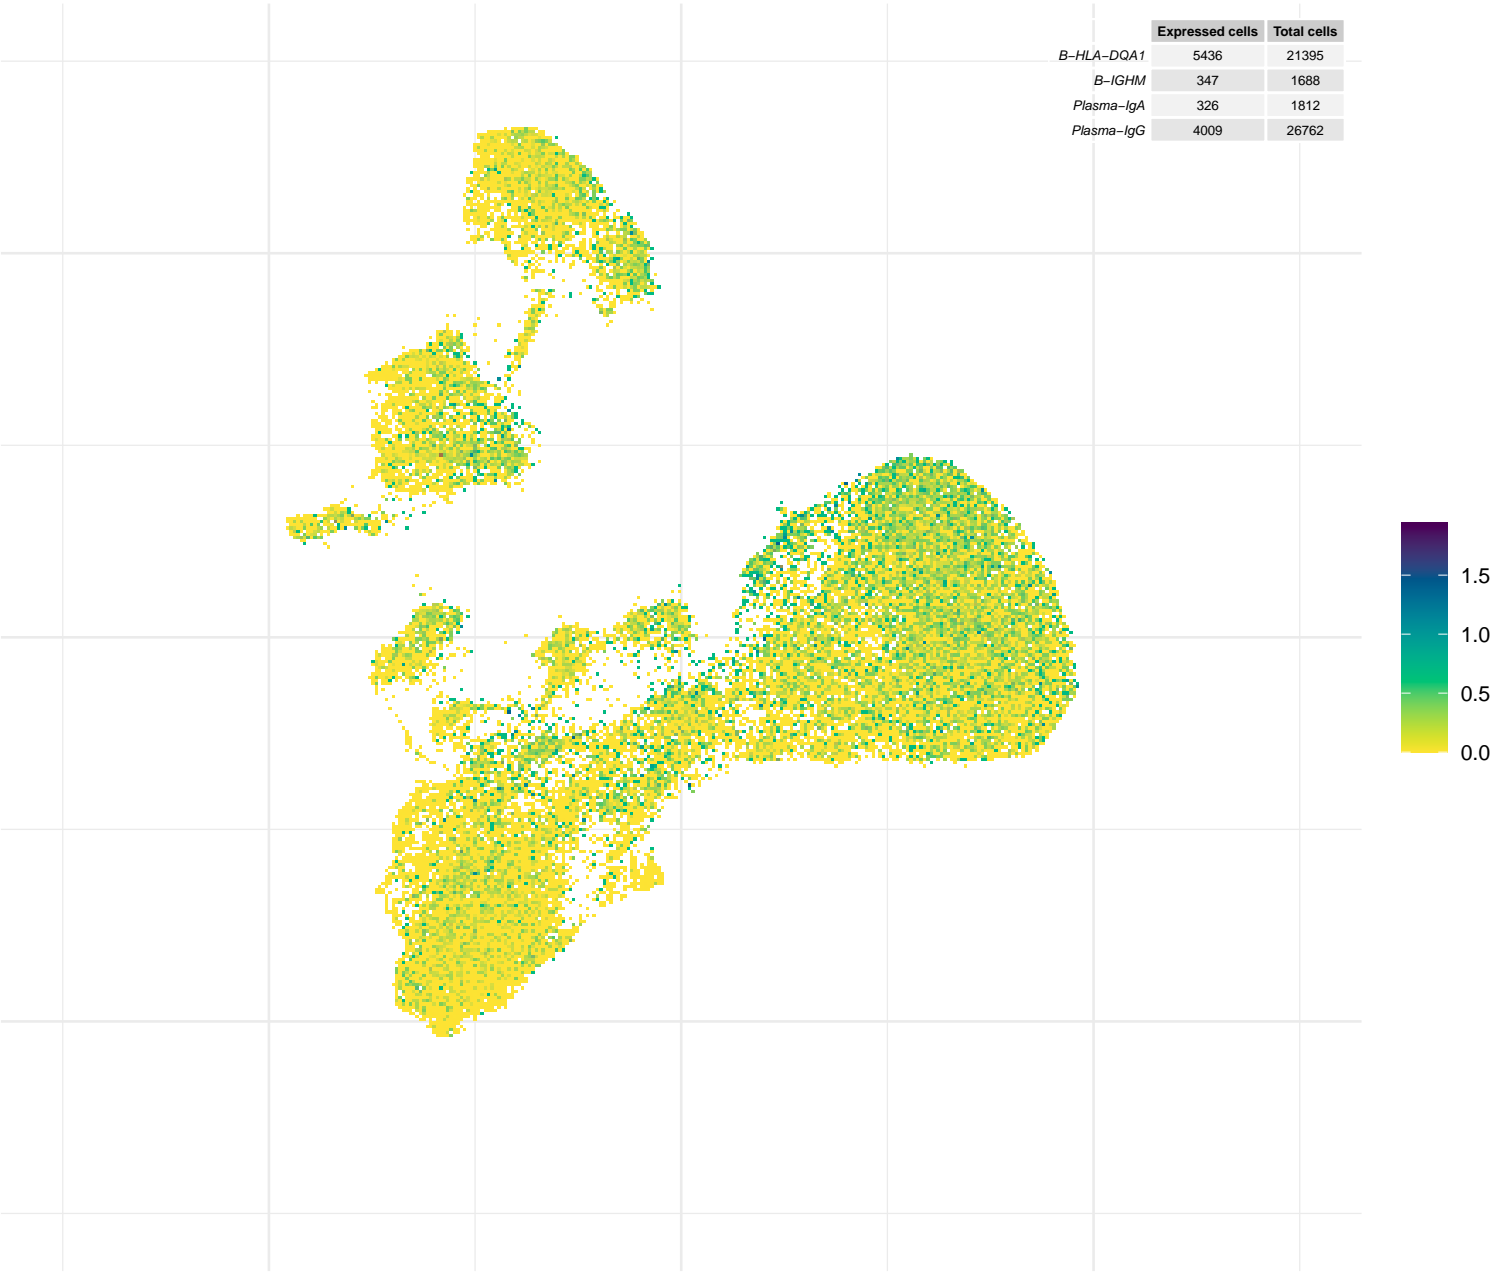 Expressed cells Total cells
B−HLA−DQA1 5436 21395
B−IGHM 347 1688
Plasma−IgA 326 1812
Plasma−IgG 4009 26762
1.5
1.0
0.5
0.0